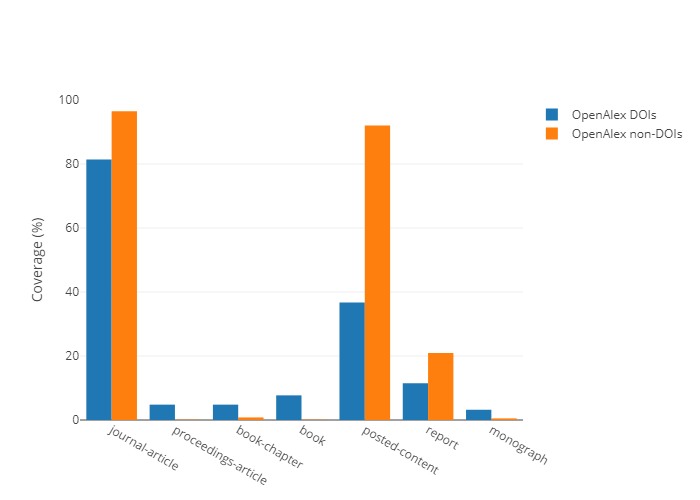 100
80
60
40
20
0
Coverage (%)
journal-article
proceedings-article
book-chapter
book
posted-content
report
monograph
OpenAlex DOIs
OpenAlex non-DOIs